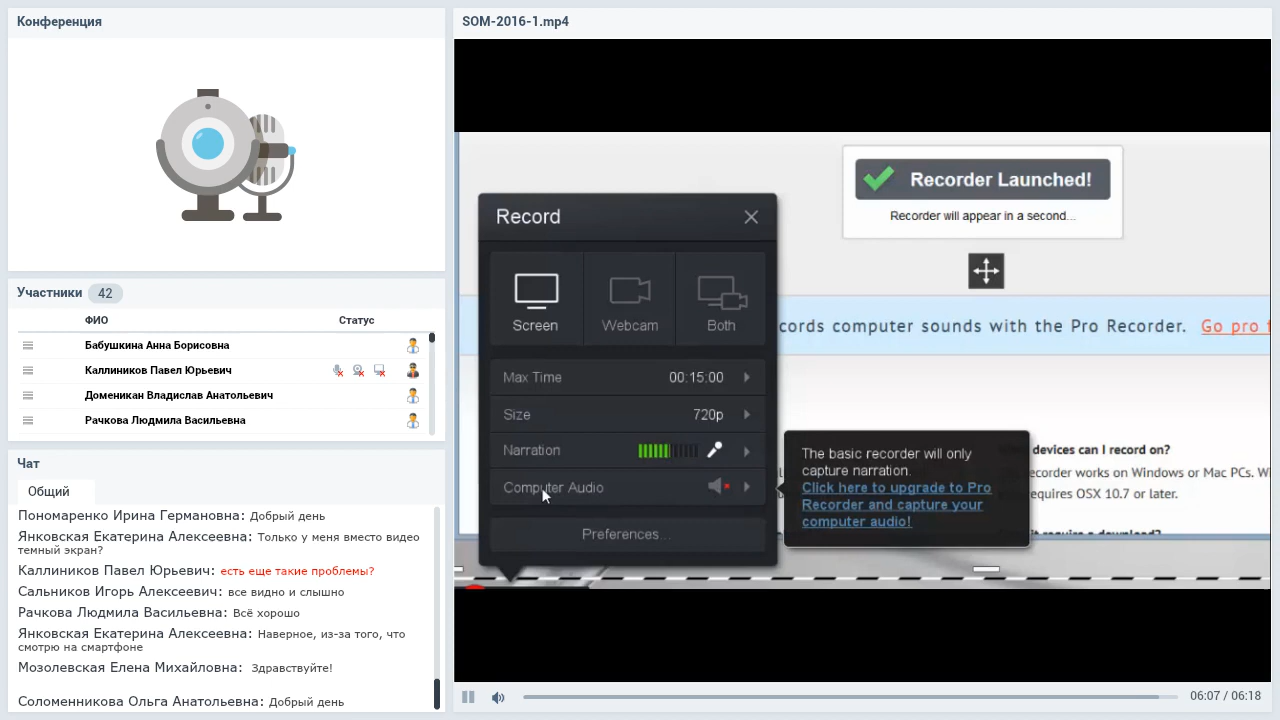 Конференция
Участники 42
ФИО Статус
Бабушкина Анна Борисовна
Каллиников Павел Юрьевич
Доменикан Владислав Анатольевич
Рачкова Людмила Васильевна
Чат
Общий
Пономаренко Ирина Германовна: Добрый день
Янковская Екатерина Алексеевна: Только у меня вместо видео
темный экран?
Каллиников Павел Юрьевич: есть еще такие проблемы?
Сальников Игорь Алексеевич: все видно и слышно
Рачкова Людмила Васильевна: Всё хорошо
Янковская Екатерина Алексеевна: Наверное, из-за того, что
смотрю на смартфоне
Мозолевская Елена Михайловна: Здравствуйте!
Соломенникова Ольга Анатольевна: Добрый день
SOM-2016-1.mp4
Recorder Launched!
Recorder will appear in a second...
Record
Screen Webcam Both
Max Time 00:15:00
Size 720p
Narration
Computer Audio
Preferences...
cords computer sounds with the Pro Recorder. Go pro
The basic recorder will only
capture narration.
Click here to upgrade to Pro
Recorder and capture your
computer audio!
devices can I record on?
ecorder works on Windows or Mac PCs. W
equires OSX 10.7 or later.
06:07 / 06:18